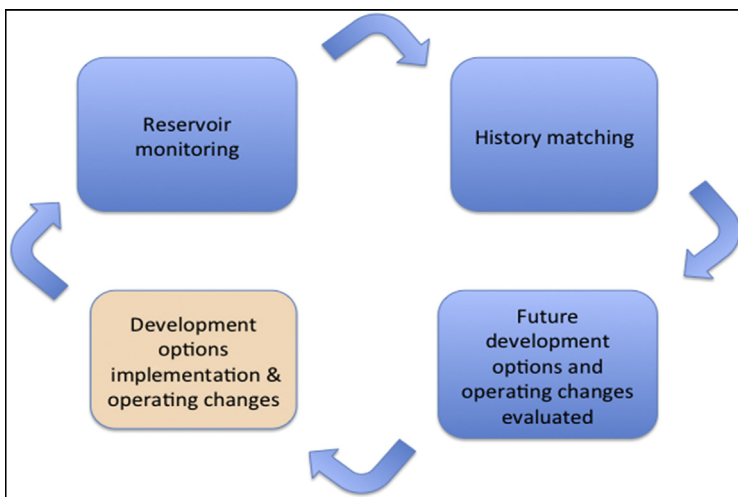 Reservoir
monitoring
History matching
Development
options
implementation &
operating changes
Future
development
options and
operating changes
evaluated